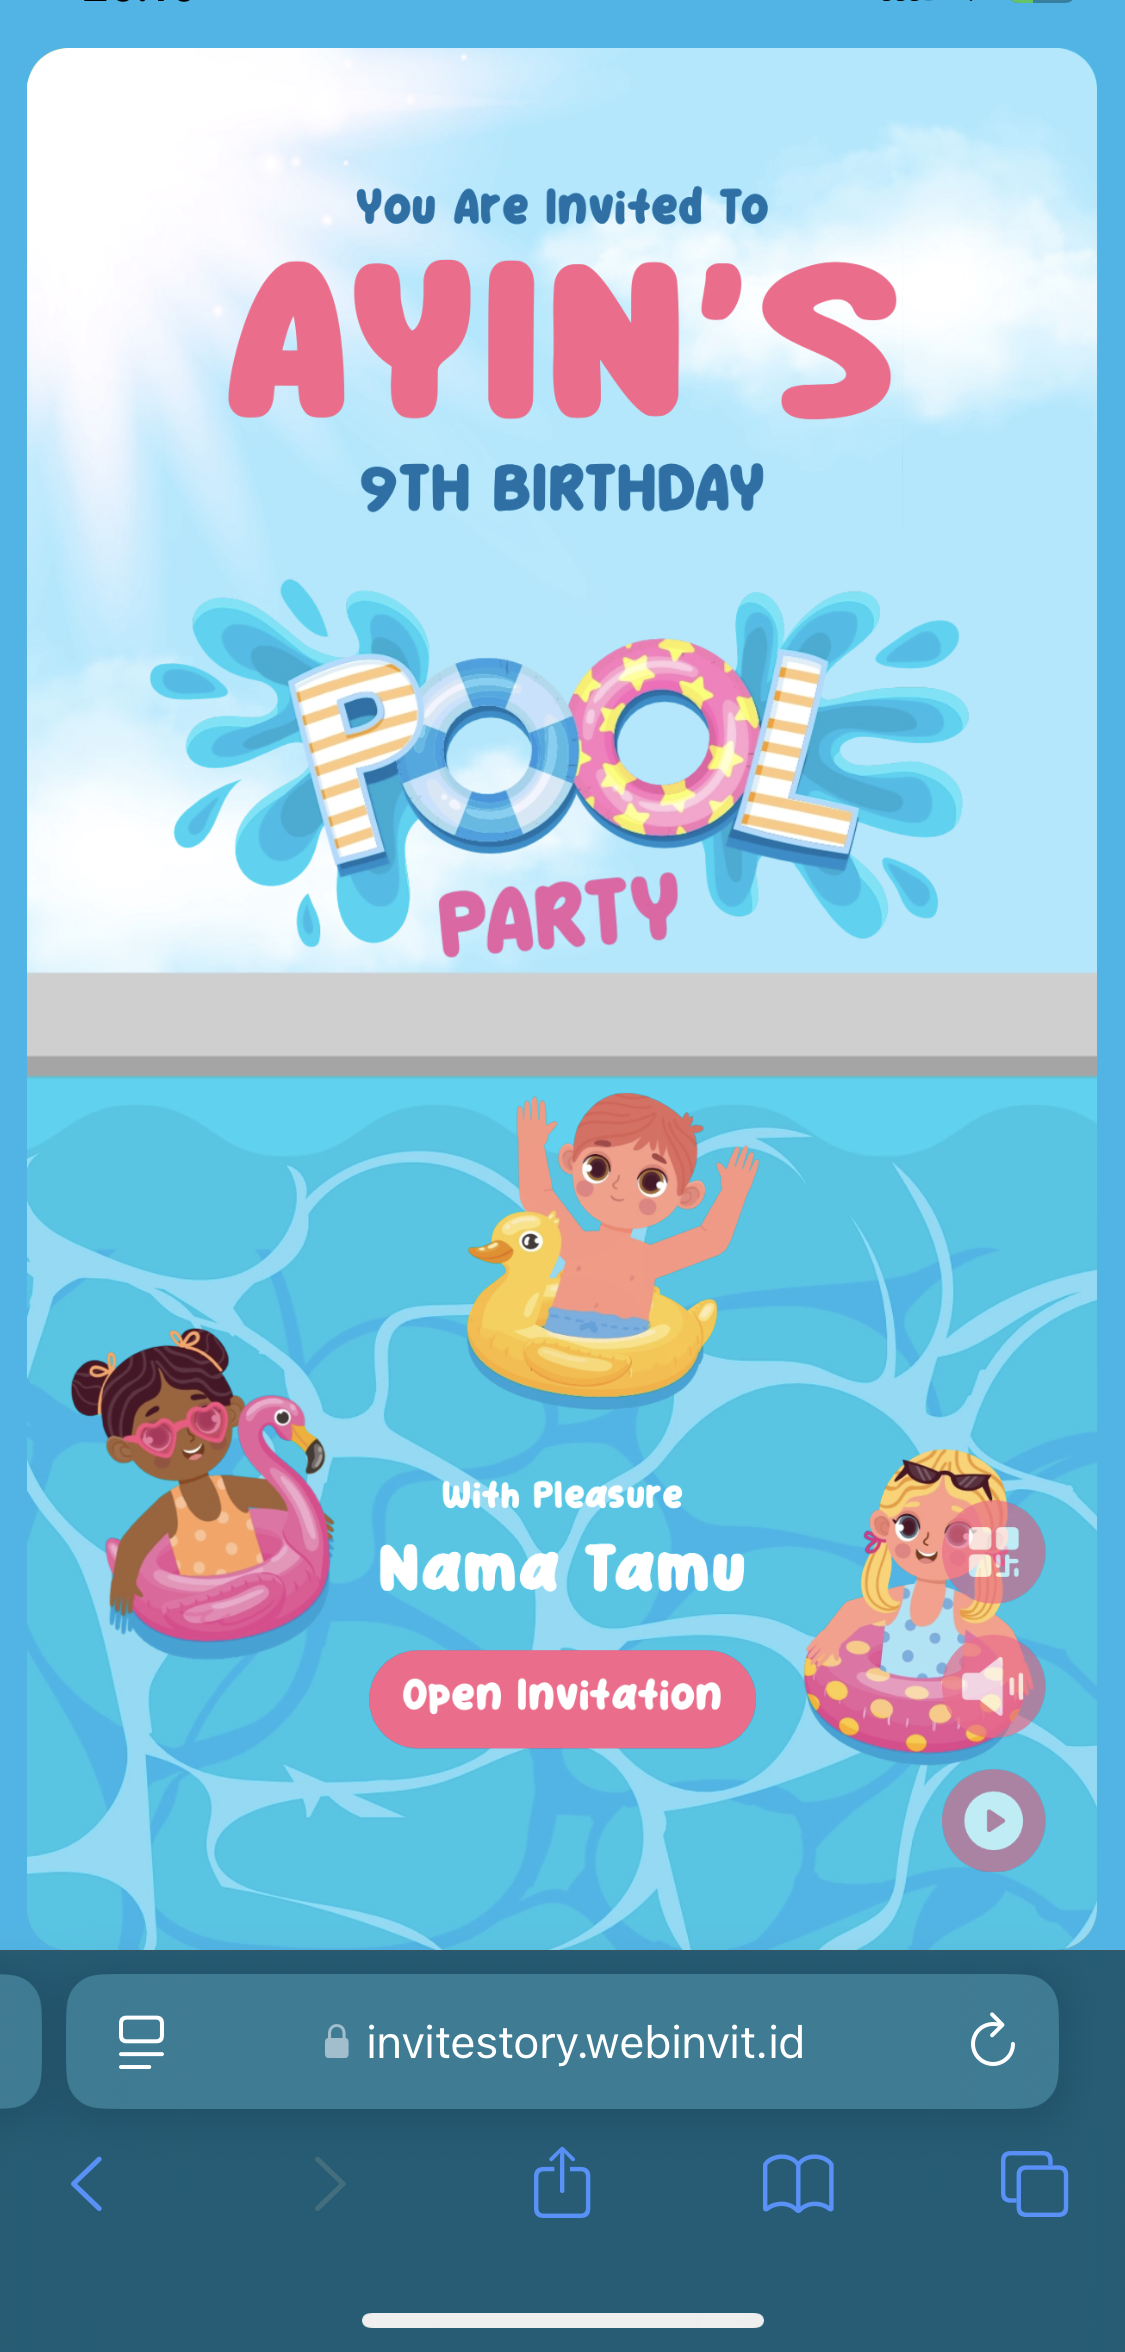 You Are Invited To
AYIN'S
9TH BIRTHDAY
POOL
PARTY
With Pleasure
Nama Tamu
Open Invitation
invitestory.webinvit.id